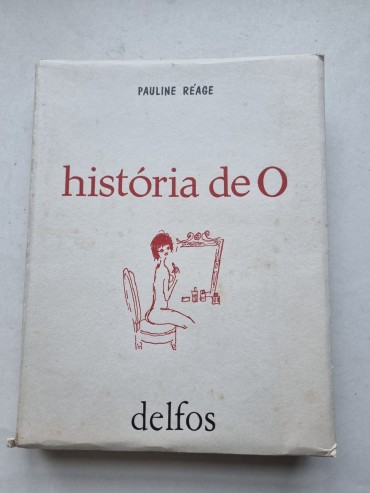 PAULINE RÉAGE
história de O
delfos